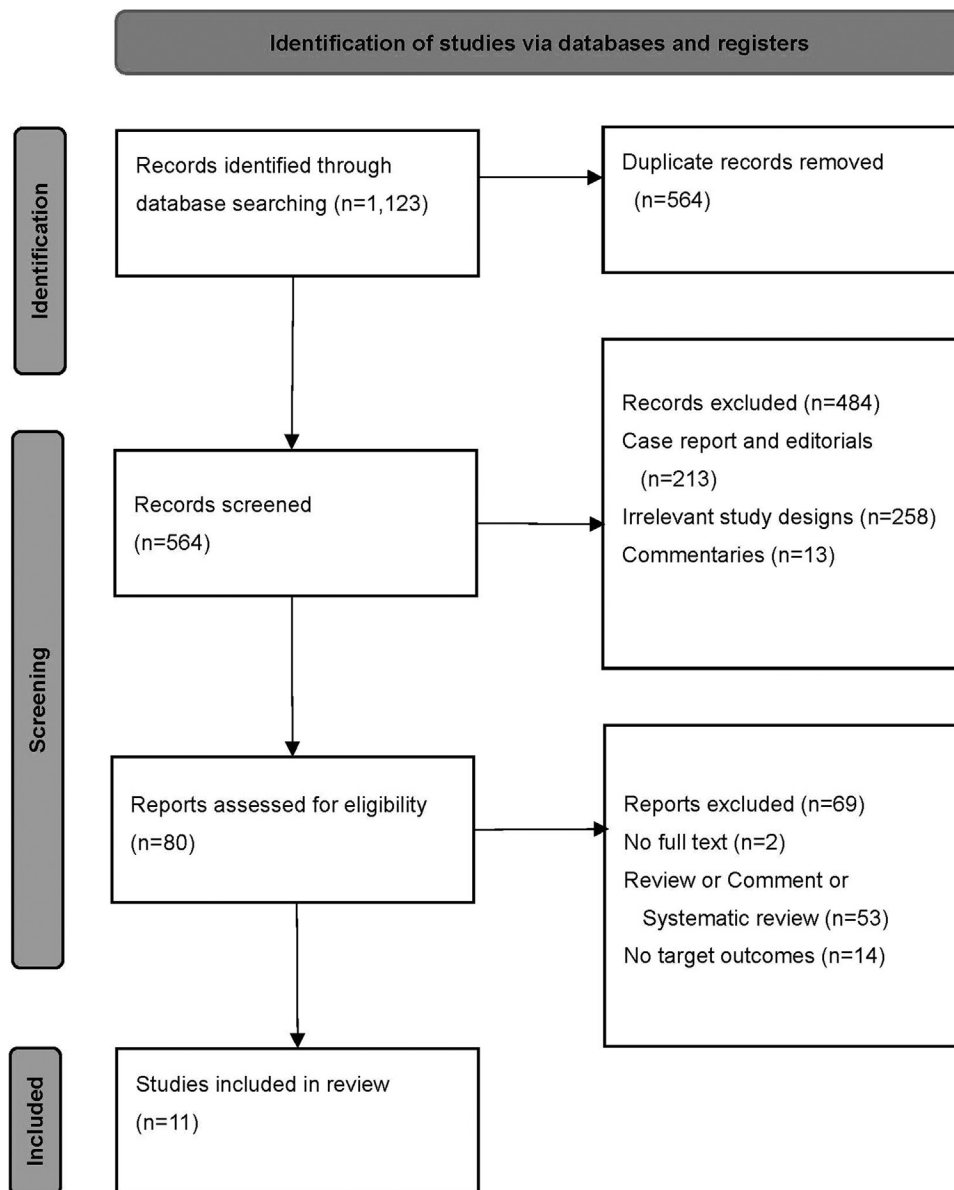 Identification of studies via databases and registers
Identification
Records identified through
database searching (n=1,123)
Duplicate records removed
(n=564)
Screening
Records screened
(n=564)
Records excluded (n=484)
Case report and editorials
(n=213)
Irrelevant study designs (n=258)
Commentaries (n=13)
Reports assessed for eligibility
(n=80)
Reports excluded (n=69)
No full text (n=2)
Review or Comment or
Systematic review (n=53)
No target outcomes (n=14)
Included
Studies included in review
(n=11)